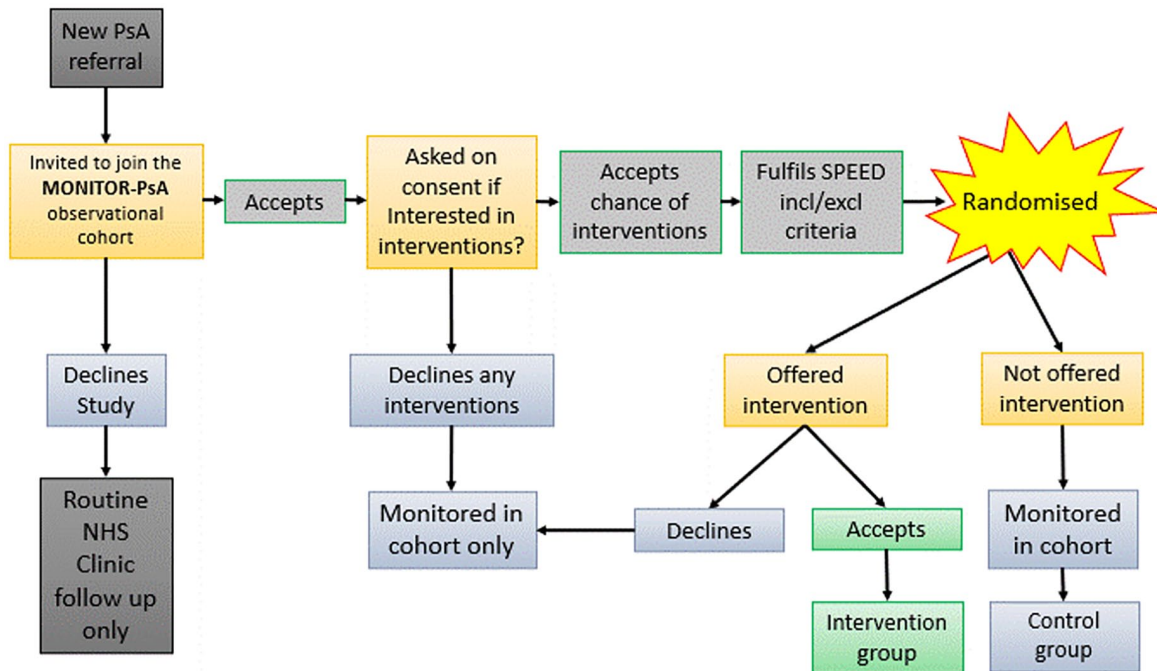 New PsA
referral
Invited to join the
MONITOR-PsA
observational
cohort
Accepts
Asked on
consent if
Interested in
interventions?
Accepts
chance of
interventions
Fulfils SPEED
incl/excl
criteria
Randomised
Declines
Study
Declines any
interventions
Offered
intervention
Not offered
intervention
Routine
NHS
Clinic
follow up
only
Monitored in
cohort only
Declines
Accepts
Monitored
in cohort
Intervention
group
Control
group